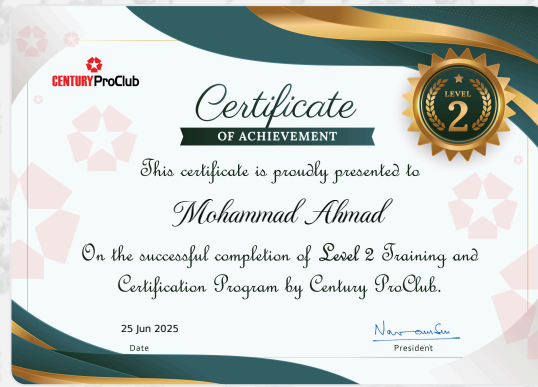 CENTURY ProClub
Certificate
OF ACHIEVEMENT
LEVEL
2
This certificate is proudly presented to
Mohammad Ahmad
On the successful completion of Level 2 Training and
Certification Program by Century ProClub.
25 Jun 2025
Date
President